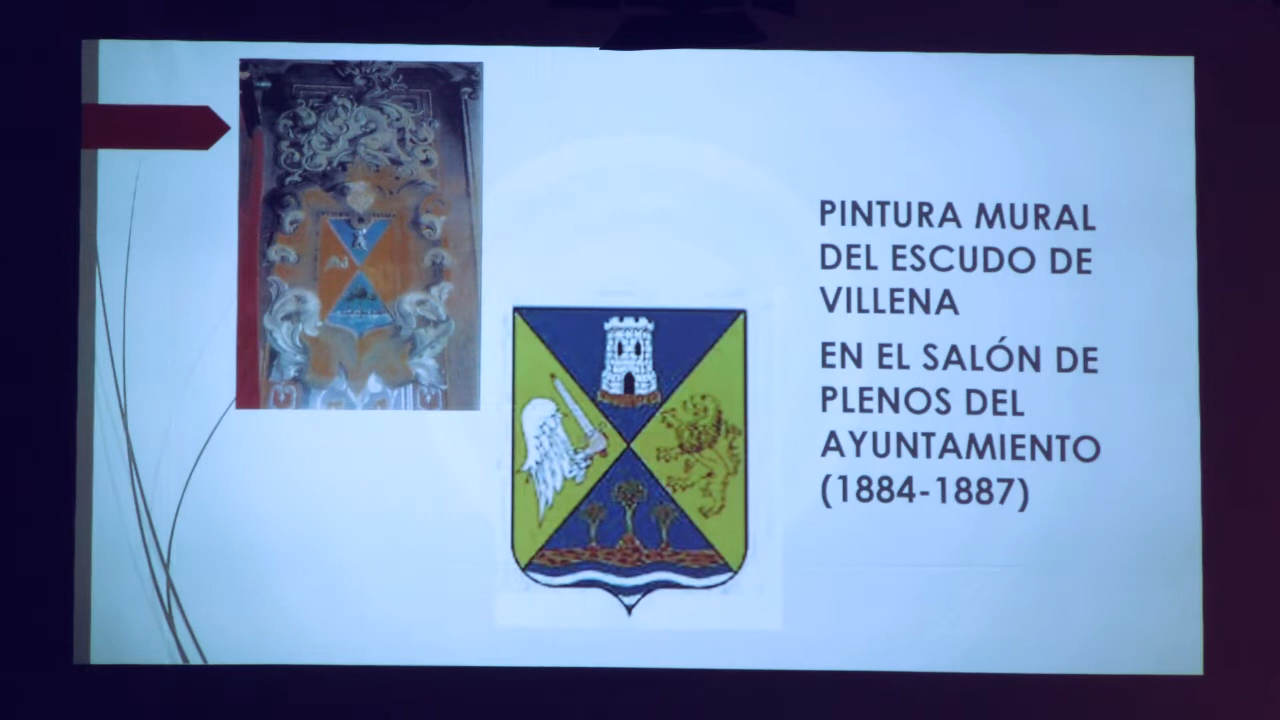 PINTURA MURAL
DEL ESCUDO DE
VILLENA
EN EL SALÓN DE
PLENOS DEL
AYUNTAMIENTO
(1884-1887)